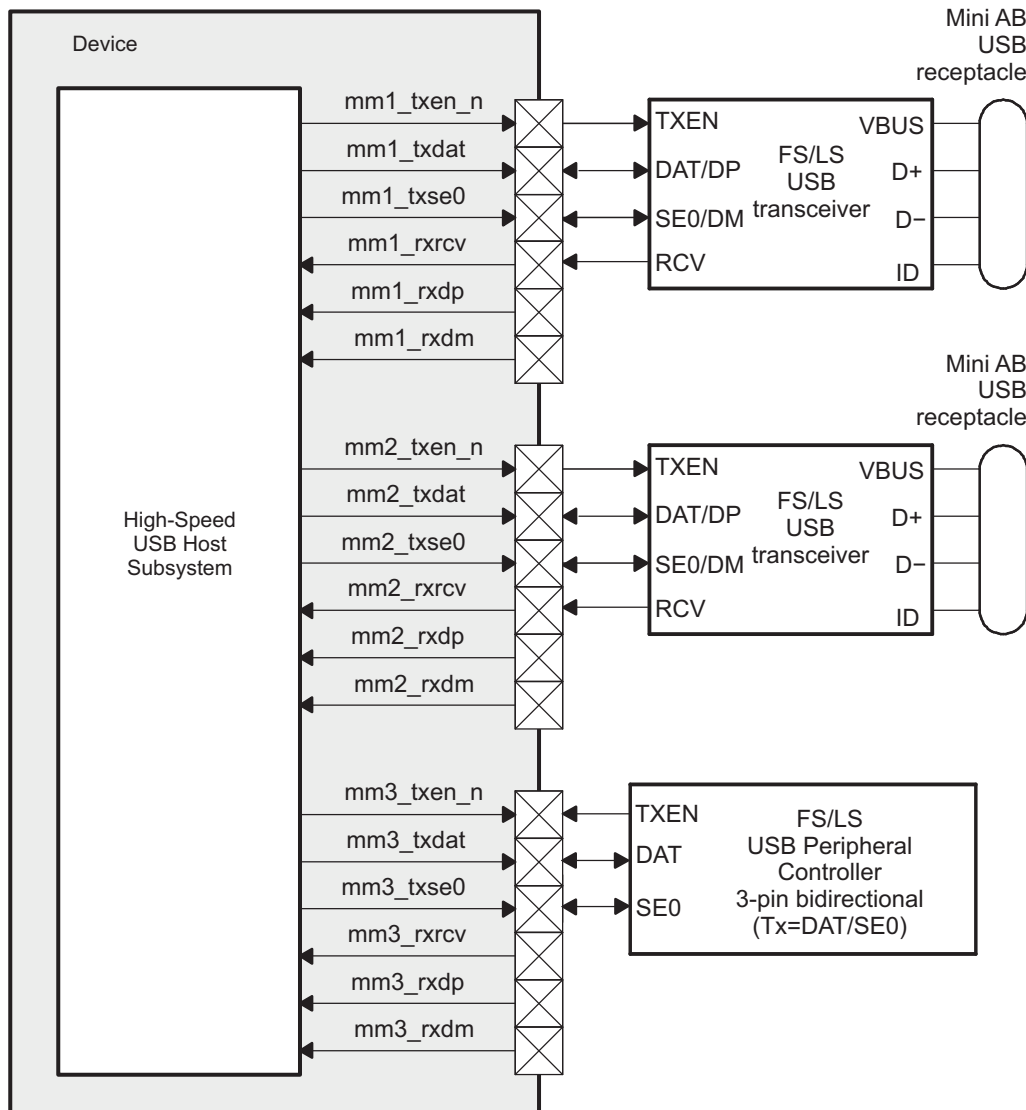 Device
High-Speed
USB Host
Subsystem
mm1_txen_n
mm1_txdat
mm1_txse0
mm1_rxrcv
mm1_rxdp
mm1_rxdm
TXEN
DAT/DP
SE0/DM
RCV
FS/LS
USB
transceiver
VBUS
D+
D−
ID
Mini AB
USB
receptacle
mm2_txen_n
mm2_txdat
mm2_txse0
mm2_rxrcv
mm2_rxdp
mm2_rxdm
TXEN
DAT/DP
SE0/DM
RCV
FS/LS
USB
transceiver
VBUS
D+
D−
ID
Mini AB
USB
receptacle
mm3_txen_n
mm3_txdat
mm3_txse0
mm3_rxrcv
mm3_rxdp
mm3_rxdm
TXEN
DAT
SE0
FS/LS
USB Peripheral
Controller
3-pin bidirectional
(Tx=DAT/SE0)